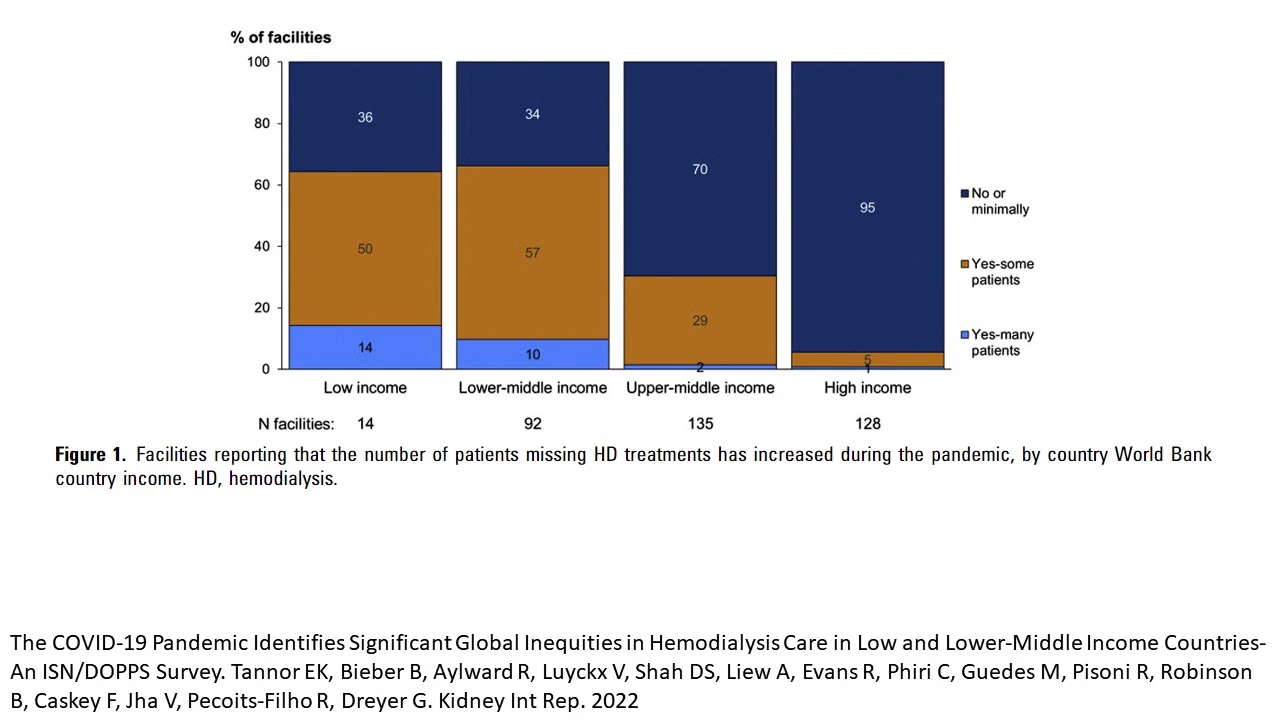 % of facilities
100
80
60
40
20
0
36
50
14
34
57
10
70
29
2
95
5
1
No or
minimally
Yes-some
patients
Yes-many
patients
Low income
Lower-middle income
Upper-middle income
High income
N facilities: 14 92 135 128
Figure 1. Facilities reporting that the number of patients missing HD treatments has increased during the pandemic, by country World Bank
country income. HD, hemodialysis.
The COVID-19 Pandemic Identifies Significant Global Inequities in Hemodialysis Care in Low and Lower-Middle Income Countries-
An ISN/DOPPS Survey. Tannor EK, Bieber B, Aylward R, Luyckx V, Shah DS, Liew A, Evans R, Phiri C, Guedes M, Pisoni R, Robinson
B, Caskey F, Jha V, Pecoits-Filho R, Dreyer G. Kidney Int Rep. 2022